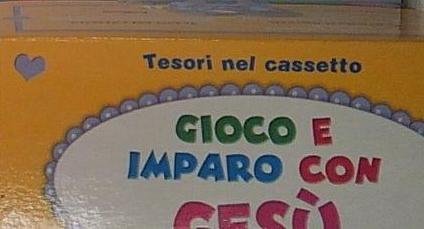 Tesori nel cassetto
GIOCO E
IMPARO CON
GESÙ